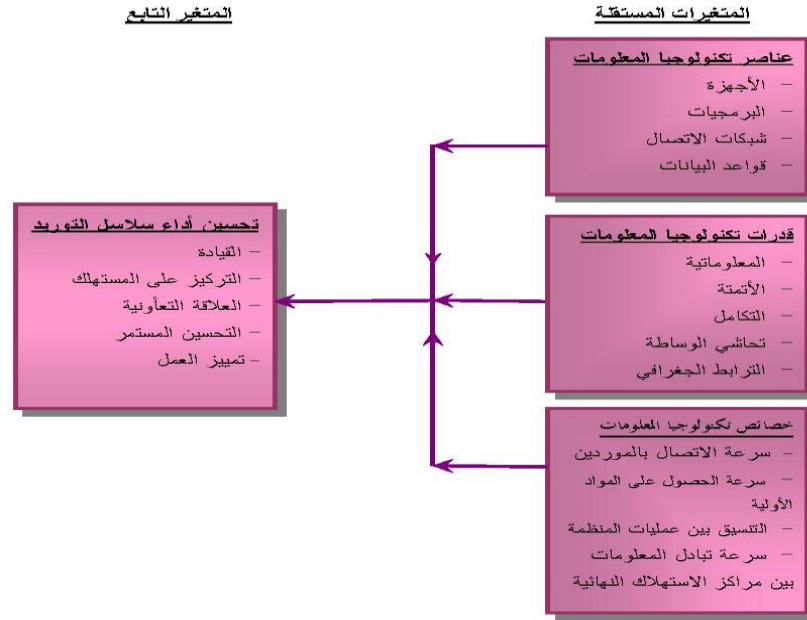 المتغيرات المستقلة
المتغير التابع
عناصر تكنولوجيا المعلومات
– الأجهزة
– البرمجيات
– شبكات الاتصال
– قواعد البيانات
قدرات تكنولوجيا المعلومات
– المعلوماتية
– الأتمتة
– التكامل
– تحاشي الوساطة
– الترابط الجغرافي
خصائص تكنولوجيا المعلومات
– سرعة الاتصال بالموردين
– سرعة الحصول على المواد
الأولية
– التنسيق بين عمليات المنظمة
– سرعة تبادل المعلومات
بين مراكز الاستهلاك النهائية
تحسين أداء سلاسل التوريد
– القيادة
– التركيز على المستهلك
– العلاقة التعأونية
– التحسين المستمر
– تمييز العمل